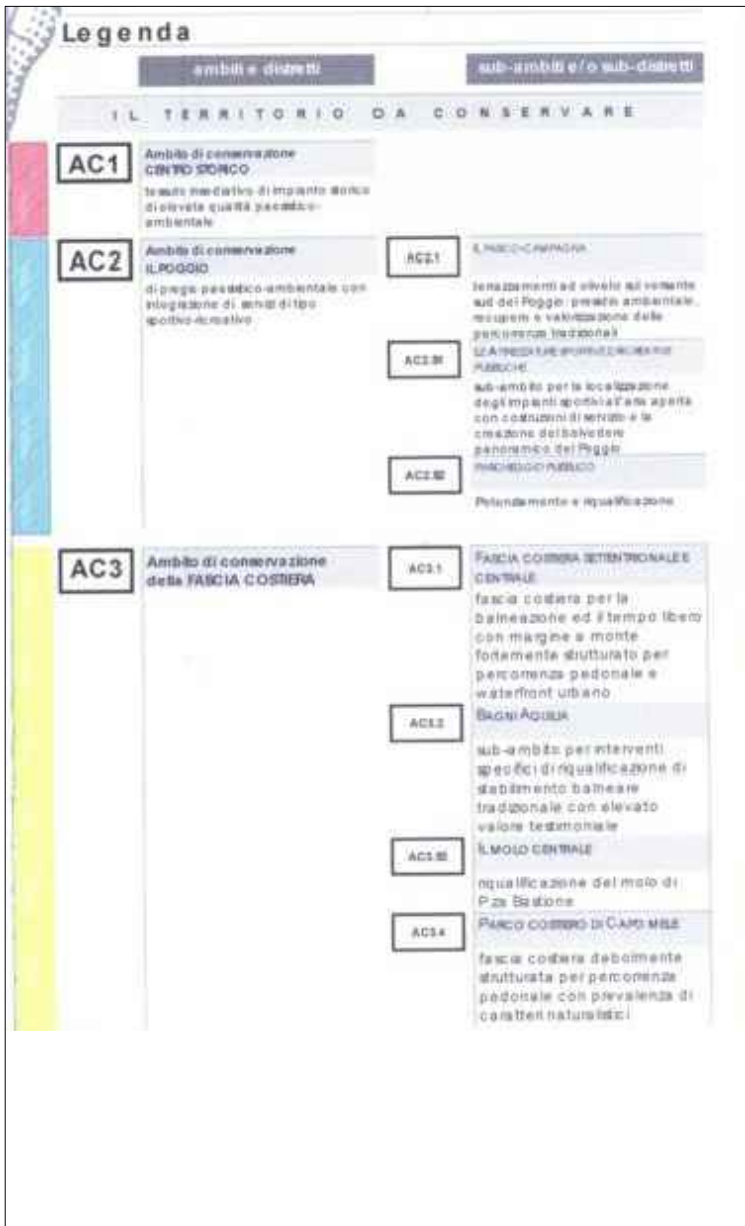 Legenda
ambiti e distretti
sub-ambiti e/o sub-distretti
IL TERRITORIO DA CONSERVARE
AC1
Ambito di conservazione
CENTRO STORICO
tessuto insediativo di impianto storico
di elevata qualità paesistico-
ambientale
AC2
Ambito di conservazione
IL POGGIO
di pregio paesistico-ambientale con
integrazione di servizi di tipo
sportivo-ricreativo
AC2.1
IL PARCO-CAMPAGNA
terrazzamenti ad oliveto sul versante
sud del Poggio: presidio ambientale,
recupero e valorizzazione delle
percorrenze tradizionali
LE ATTREZZATURE SPORTIVE E RICREATIVE
PUBBLICHE
sub-ambito per la localizzazione
degli impianti sportivi all'aria aperta
con costruzioni di servizio e la
creazione del belvedere
panoramico del Poggio
PARCHEGGIO PUBBLICO
Potenziamento e riqualificazione
AC3
Ambito di conservazione
della FASCIA COSTIERA
AC3.1
FASCIA COSTIERA SETTENTRIONALE E
CENTRALE
fascia costiera per la
balneazione ed il tempo libero
con margine a monte
fortemente strutturato per
percorrenza pedonale e
waterfront urbano
AC3.2
BAGNI AQUILIA
sub-ambito per interventi
specifici di riqualificazione di
stabilimento balneare
tradizionale con elevato
valore testimoniale
IL MOLO CENTRALE
riqualificazione del molo di
P.za Bastione
AC3.4
PARCO COSTIERO DI CAPO MELE
fascia costiera debolmente
strutturata per percorrenza
pedonale con prevalenza di
caratteri naturalistici